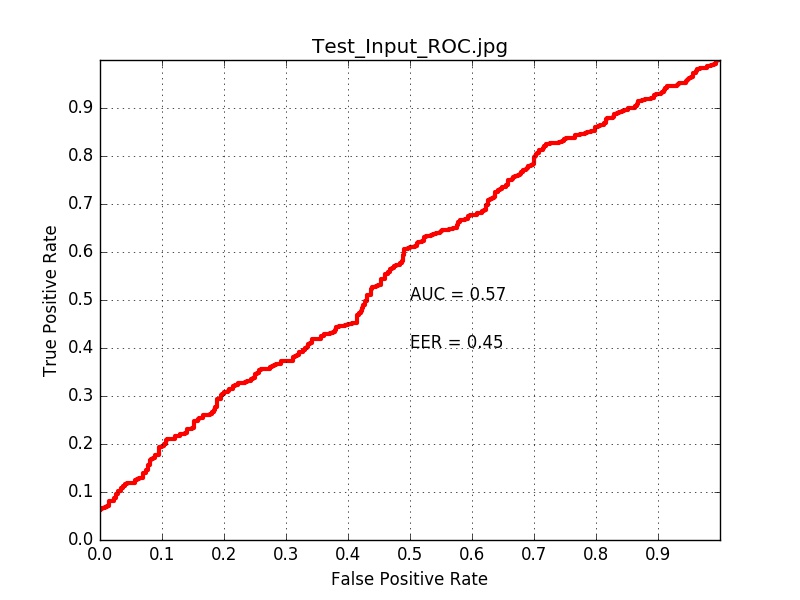 Test_Input_ROC.jpg
True Positive Rate
0.9
0.8
0.7
0.6
0.5
0.4
0.3
0.2
0.1
0.0
AUC = 0.57
EER = 0.45
0.0 0.1 0.2 0.3 0.4 0.5 0.6 0.7 0.8 0.9
False Positive Rate